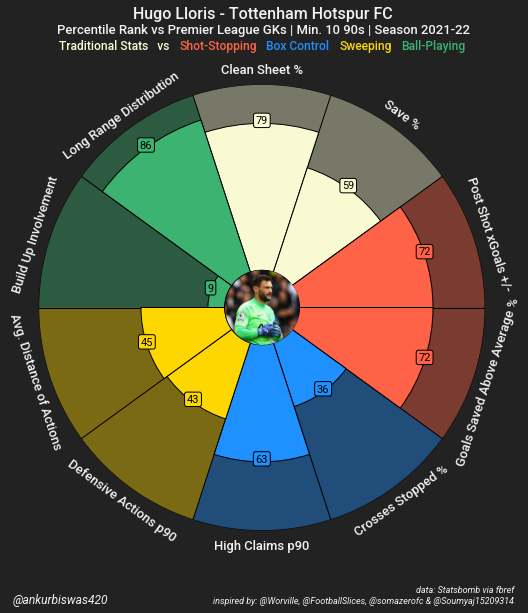 Hugo Lloris - Tottenham Hotspur FC
Percentile Rank vs Premier League GKs | Min. 10 90s | Season 2021-22
Traditional Stats vs Shot-Stopping Box Control Sweeping Ball-Playing
Clean Sheet %
Long Range Distribution
Save %
79
86
59
Build Up Involvement
Post Shot xGoals +/-
72
9
45
72
Avg. Distance of Actions
Goals Saved Above Average %
43
36
63
Defensive Actions p90
Crosses Stopped %
High Claims p90
data: Statsbomb via fbref
@ankurbiswas420
inspired by: @Worville, @FootballSlices, @somazerofc & @Soumyaj15209314